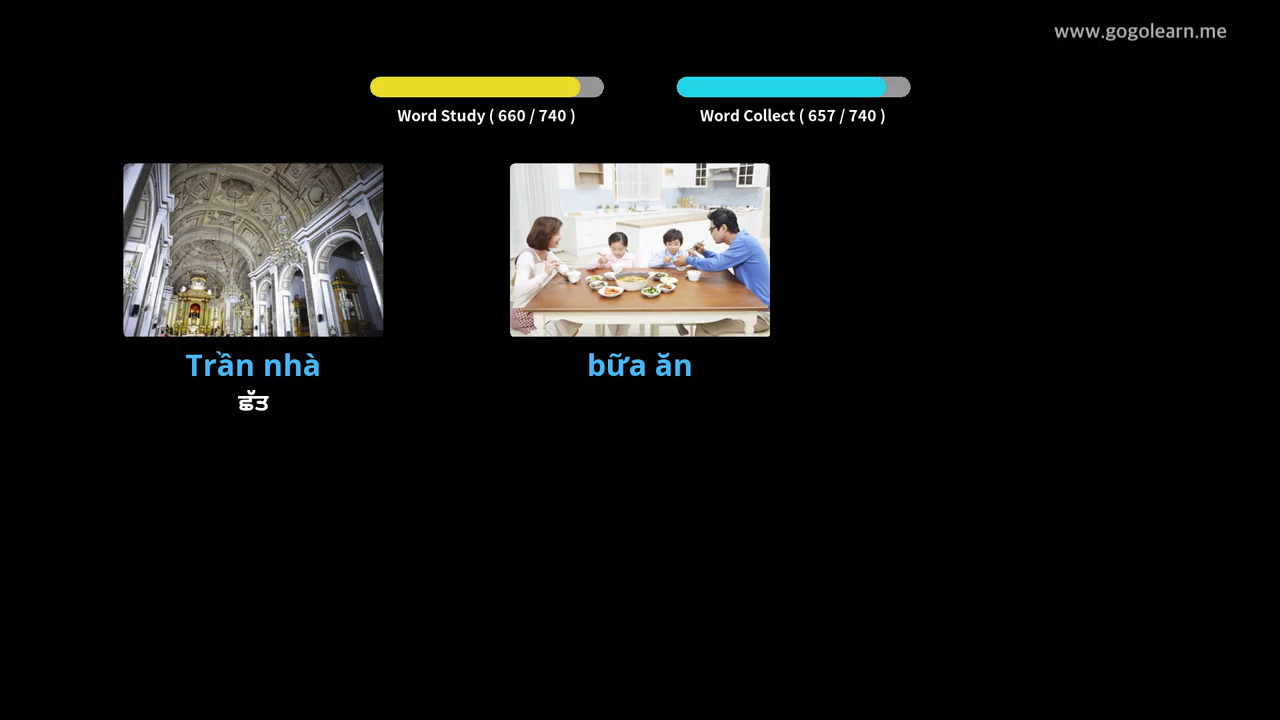 www.gogolearn.me
Word Study ( 660 / 740 )
Word Collect ( 657 / 740 )
Trần nhà
ਛੱਤ
bữa ăn